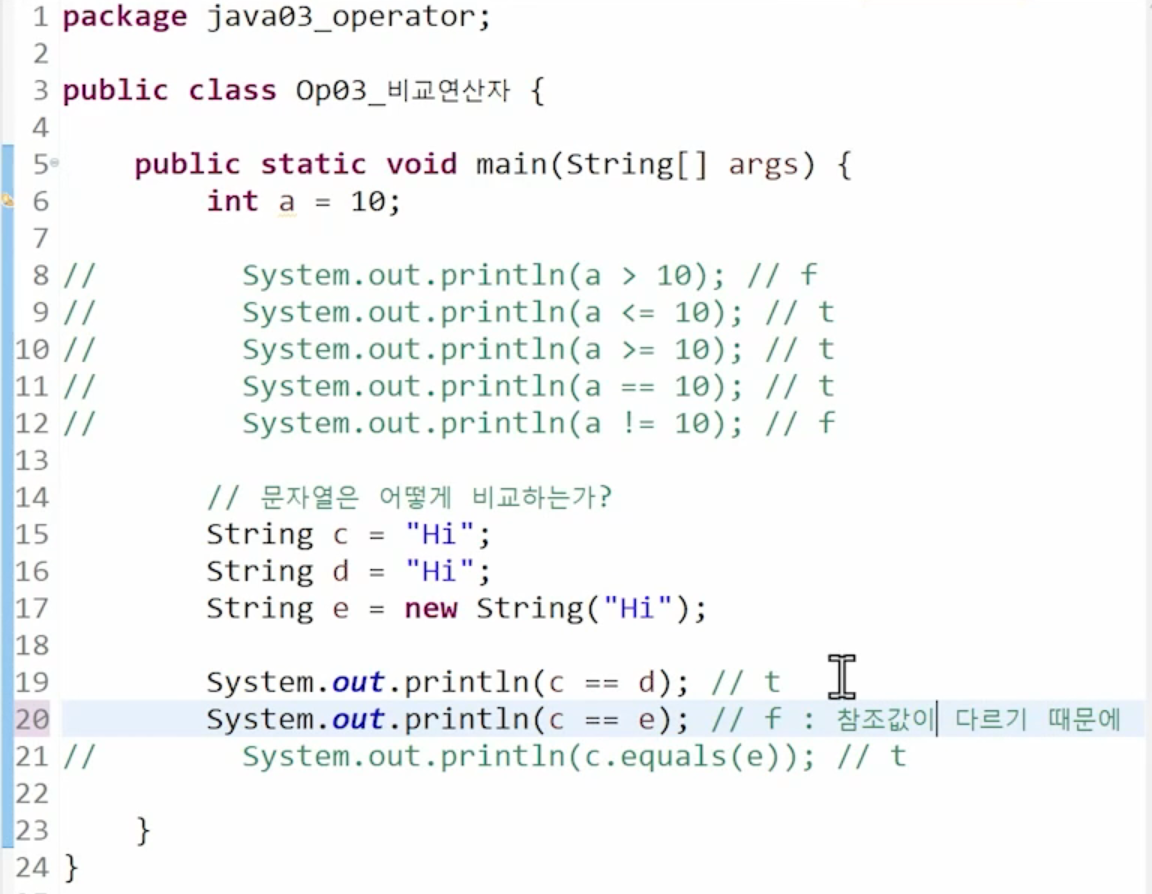 1 package java03_operator;
2
3 public class Op03_비교연산자 {
4
5 public static void main(String[] args) {
6 int a = 10;
7
8 // System.out.println(a > 10); // f
9 // System.out.println(a <= 10); // t
10 // System.out.println(a >= 10); // t
11 // System.out.println(a == 10); // t
12 // System.out.println(a != 10); // f
13
14 // 문자열은 어떻게 비교하는가?
15 String c = "Hi";
16 String d = "Hi";
17 String e = new String("Hi");
18
19 System.out.println(c == d); // t
20 System.out.println(c == e); // f : 참조값이 다르기 때문에
21 // System.out.println(c.equals(e)); // t
22
23 }
24 }